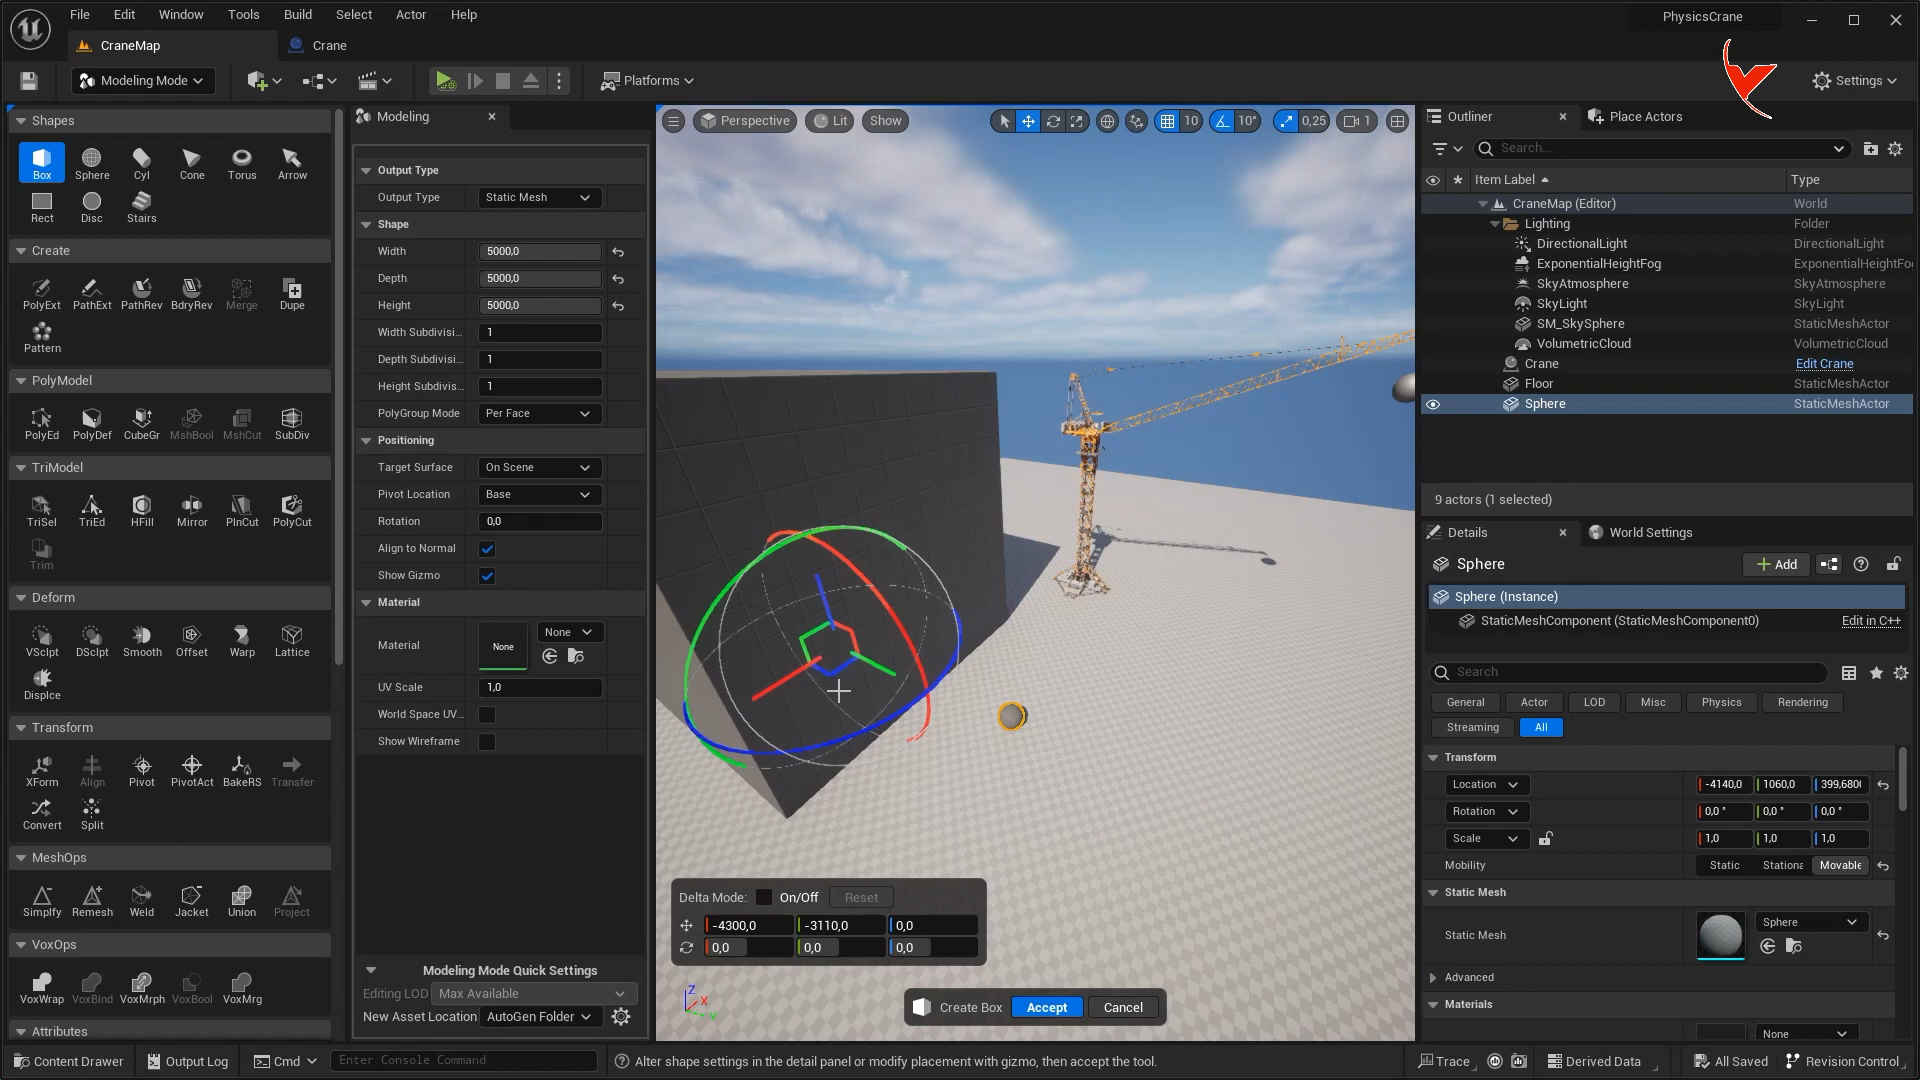 File Edit Window Tools Build Select Actor Help
PhysicsCrane
CraneMap
Crane
Modeling Mode
Platforms
Settings
Shapes
Box Sphere Cyl Cone Torus Arrow
Rect Disc Stairs
Create
PolyExt PathExt PathRev BdryRev Merge Dupe
Pattern
PolyModel
PolyEd PolyDef CubeGr MshBool MshCut SubDiv
TriModel
TriSel TriEd HFill Mirror PlnCut PolyCut
Trim
Deform
VSclpt DSclpt Smooth Offset Warp Lattice
Displce
Transform
XForm Align Pivot PivotAct BakeRS Transfer
Convert Split
MeshOps
Simplfy Remesh Weld Jacket Union Project
VoxOps
VoxWrap VoxBlnd VoxMrph VoxBool VoxMrg
Attributes
Modeling
Output Type
Output Type Static Mesh
Shape
Width 5000,0
Depth 5000,0
Height 5000,0
Width Subdivisi... 1
Depth Subdivisi... 1
Height Subdivis... 1
PolyGroup Mode Per Face
Positioning
Target Surface On Scene
Pivot Location Base
Rotation 0,0
Align to Normal
Show Gizmo
Material
Material None None
UV Scale 1,0
World Space UV...
Show Wireframe
Modeling Mode Quick Settings
Editing LOD Max Available
New Asset Location AutoGen Folder
Perspective Lit Show 10 10° 0,25 1
Delta Mode: On/Off Reset
-4300,0 -3110,0 0,0
0,0 0,0 0,0
Z X Y
Create Box Accept Cancel
Outliner
Place Actors
Search...
Item Label Type
CraneMap (Editor) World
Lighting Folder
DirectionalLight DirectionalLight
ExponentialHeightFog ExponentialHeightFo
SkyAtmosphere SkyAtmosphere
SkyLight SkyLight
SM_SkySphere StaticMeshActor
VolumetricCloud VolumetricCloud
Crane Edit Crane
Floor StaticMeshActor
Sphere StaticMeshActor
9 actors (1 selected)
Details
World Settings
Sphere Add
Sphere (Instance)
StaticMeshComponent (StaticMeshComponent0) Edit in C++
Search
General Actor LOD Misc Physics Rendering
Streaming All
Transform
Location -4140,0 1060,0 399,680
Rotation 0,0 ° 0,0 ° 0,0 °
Scale 1,0 1,0 1,0
Mobility Static Stationa Movable
Static Mesh
Static Mesh Sphere
Advanced
Materials
None
Content Drawer Output Log Cmd Enter Console Command
Alter shape settings in the detail panel or modify placement with gizmo, then accept the tool.
Trace Derived Data All Saved Revision Control